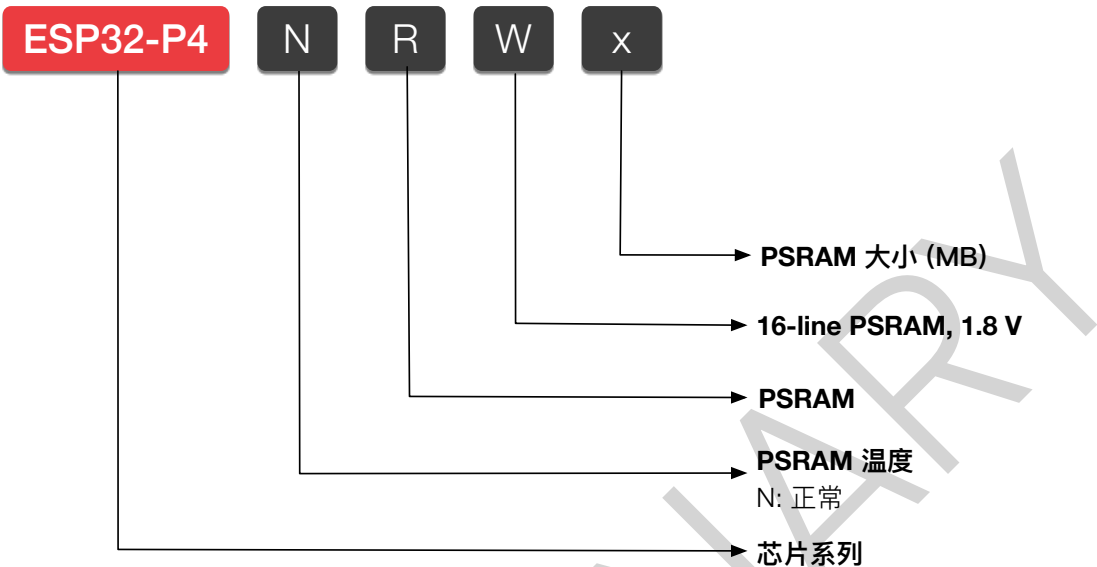 ESP32-P4 N R W x
PSRAM 大小 (MB)
16-line PSRAM, 1.8 V
PSRAM
PSRAM 温度
N: 正常
芯片系列